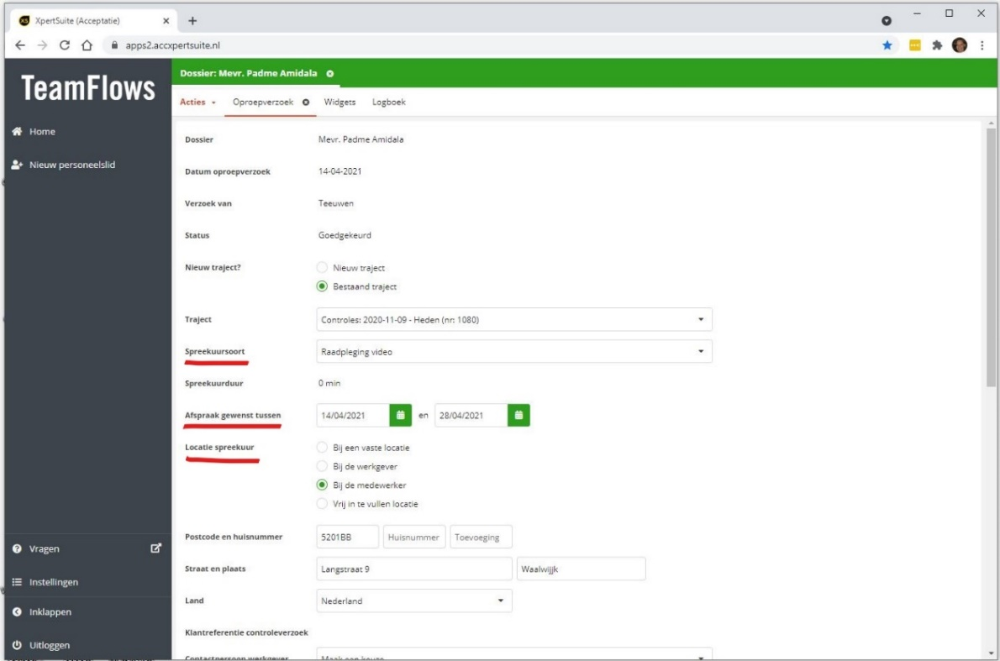 XpertSuite (Acceptatie)
apps2.accxpertsuite.nl
TeamFlows
Dossier: Mevr. Padme Amidala
Acties Oproepverzoek Widgets Logboek
Home
Nieuw personeelslid
Dossier Mevr. Padme Amidala
Datum oproepverzoek 14-04-2021
Verzoek van Teeuwen
Status Goedgekeurd
Nieuw traject? Nieuw traject
Bestaand traject
Traject Controles: 2020-11-09 - Heden (nr: 1080)
Spreekuursoort Raadpleging video
Spreekuurduur 0 min
Afspraak gewenst tussen 14/04/2021 en 28/04/2021
Locatie spreekuur Bij een vaste locatie
Bij de werkgever
Bij de medewerker
Vrij in te vullen locatie
Postcode en huisnummer 5201BB Huisnummer Toevoeging
Straat en plaats Langstraat 9 Waalwijjk
Land Nederland
Klantreferentie controleverzoek
Contactpersoon werkgever Maak een keuze
Vragen
Instellingen
Inklappen
Uitloggen